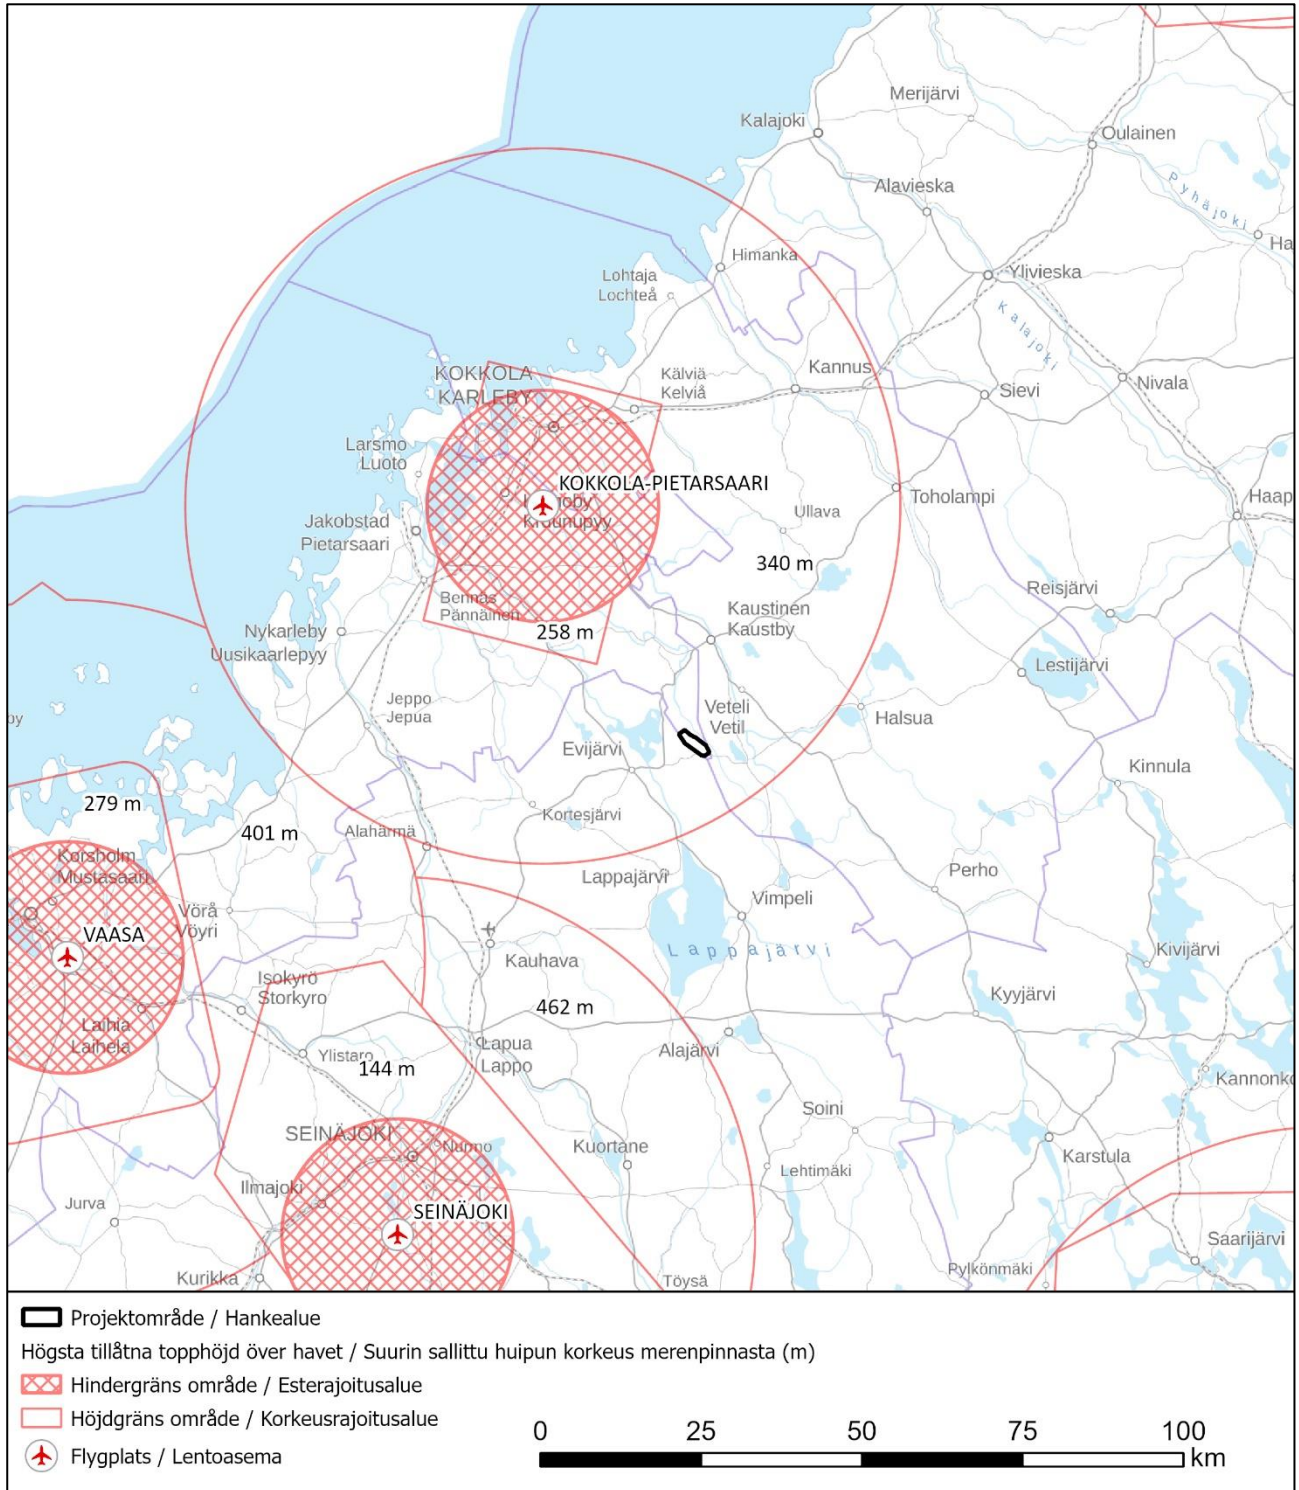 Merijärvi
Kalajoki
Oulainen
Alavieska
Pyhäjoki
Ha
Himanka
Lohtaja
Lochteå
Ylivieska
Kalajoki
KOKKOLA
KARLEBY
Kälviä
Kelviå
Kannus
Nivala
Sievi
Larsmo
Luoto
KOKKOLA-PIETARSAARI
Kruunupyy
Toholampi
Haap
Ullava
Jakobstad
Pietarsaari
340 m
Reisjärvi
Bennäs
Pännäinen
Kaustinen
Kaustby
258 m
Nykarleby
Uusikaarlepyy
Lestijärvi
Jeppo
Jepua
Veteli
Vetil
Halsua
by
Evijärvi
Kinnula
279 m
401 m
Kortesjärvi
Alahärmä
Korsholm
Mustasaari
Lappajärvi
Perho
Vörå
Vöyri
Vimpeli
VAASA
Lappajärvi
Kivijärvi
Kauhava
Isokyrö
Storkyro
Kyyjärvi
462 m
Laihia
Laihela
Ylistaro
Lapua
Lappo
Alajärvi
144 m
Kannonko
Soini
SEINÄJOKI
Nurmo
Kuortane
Karstula
Lehtimäki
Ilmajoki
Jurva
SEINÄJOKI
Saarijärvi
Kurikka
Töysä
Pylkönmäki
Projektområde / Hankealue
Högsta tillåtna topphöjd över havet / Suurin sallittu huipun korkeus merenpinnasta (m)
Hindergräns område / Esterajoitusalue
Höjdgräns område / Korkeusrajoitusalue
Flygplats / Lentoasema
0 25 50 75 100
km